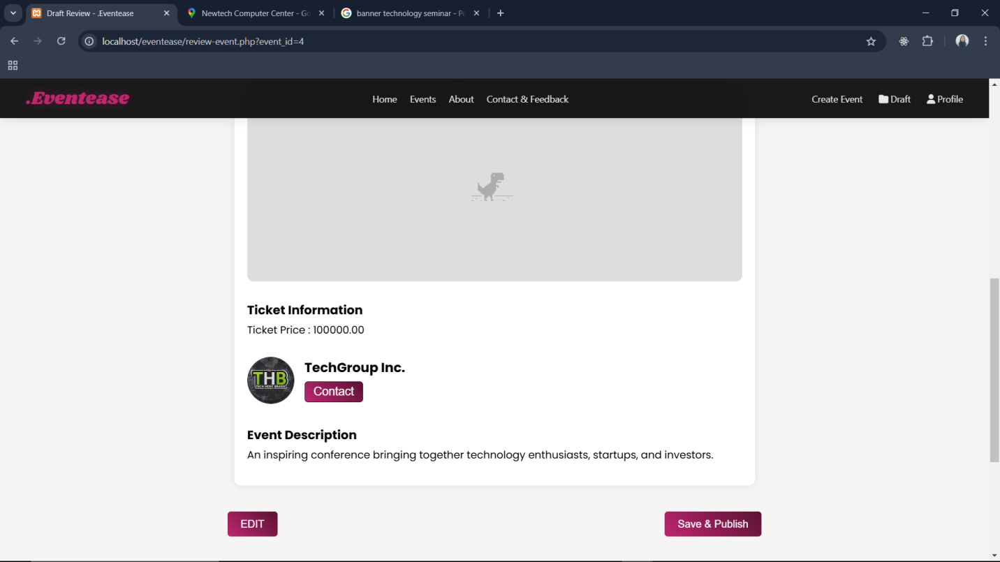 Draft Review - .Eventease
Newtech Computer Center - Go
banner technology seminar - Pe
localhost/eventease/review-event.php?event_id=4
.Eventease
Home
Events
About
Contact & Feedback
Create Event
Draft
Profile
Ticket Information
Ticket Price : 100000.00
THB
TECH HOST BRASIL
TechGroup Inc.
Contact
Event Description
An inspiring conference bringing together technology enthusiasts, startups, and investors.
EDIT
Save & Publish